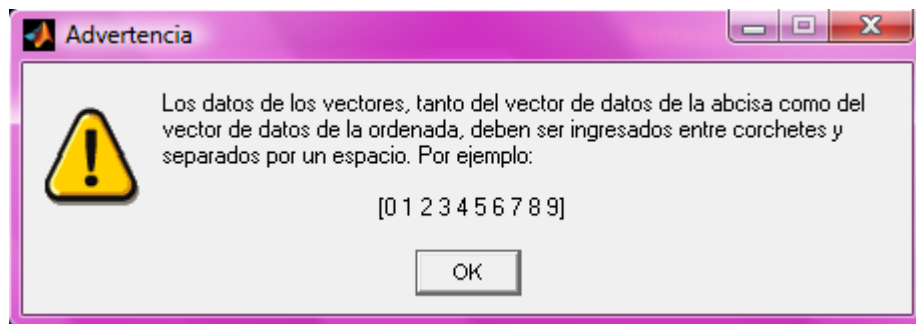 Advertencia
Los datos de los vectores, tanto del vector de datos de la abcisa como del
vector de datos de la ordenada, deben ser ingresados entre corchetes y
separados por un espacio. Por ejemplo:
[0 1 2 3 4 5 6 7 8 9]
OK